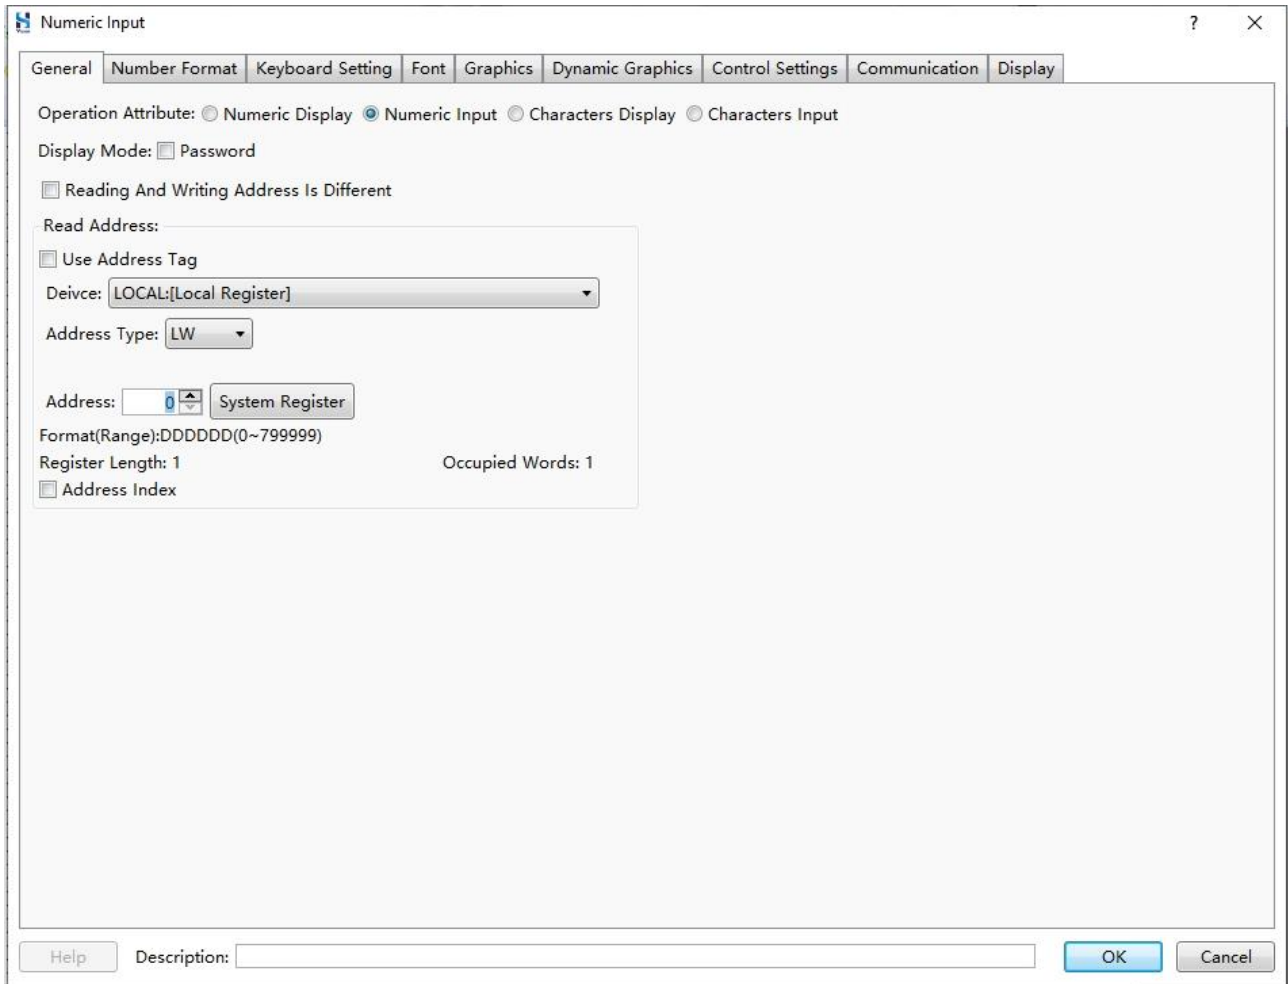 Numeric Input ?
General Number Format Keyboard Setting Font Graphics Dynamic Graphics Control Settings Communication Display
Operation Attribute: Numeric Display Numeric Input Characters Display Characters Input
Display Mode: Password
Reading And Writing Address Is Different
Read Address:
Use Address Tag
Deivce: LOCAL:[Local Register]
Address Type: LW
Address: 0 System Register
Format(Range):DDDDDD(0~799999)
Register Length: 1 Occupied Words: 1
Address Index
Help Description: OK Cancel